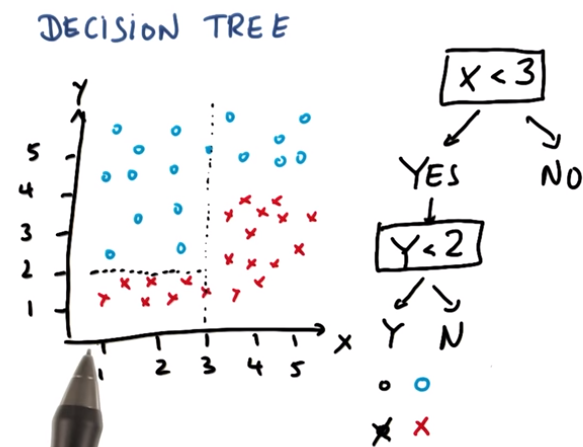 DECISION TREE
Y
5
4
3
2
1
1 2 3 4 5
X
X < 3
YES NO
Y < 2
Y N